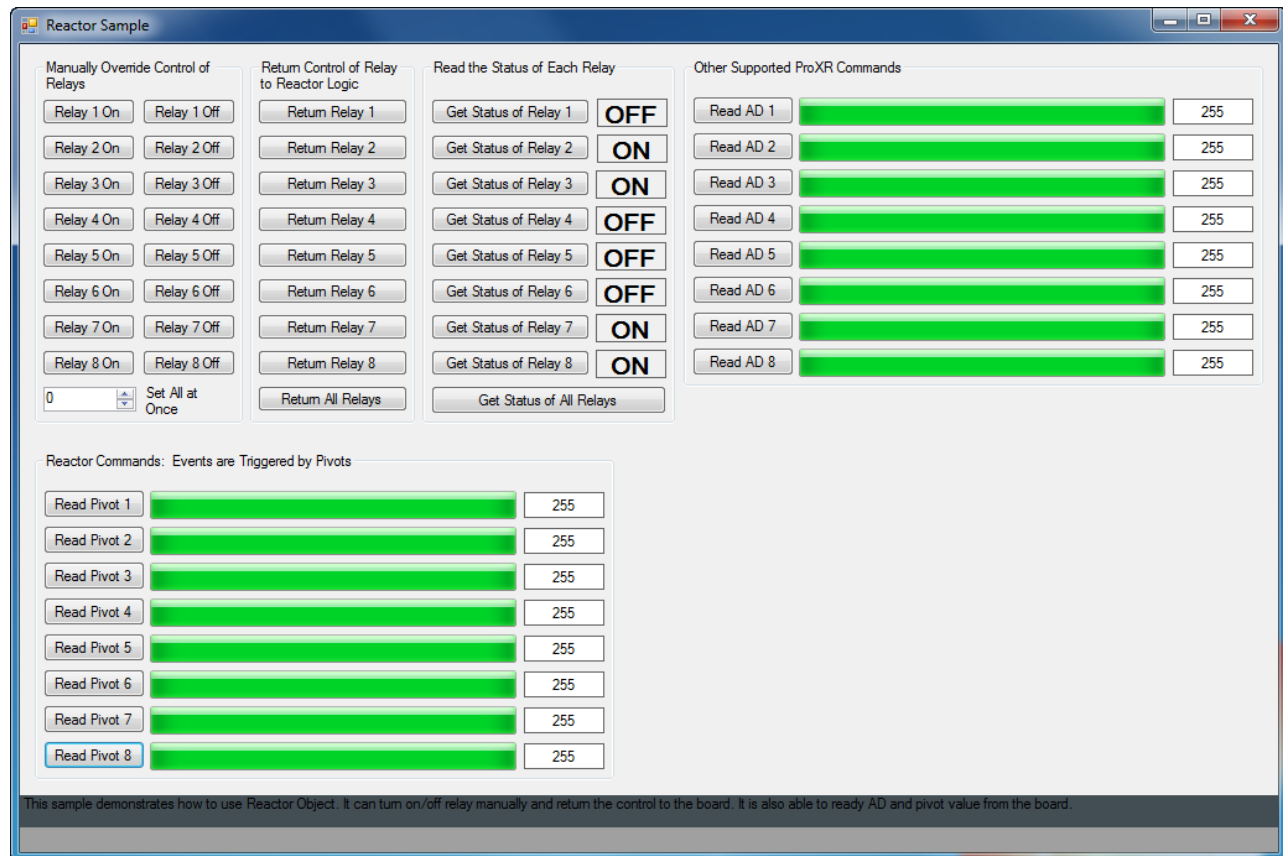 Reactor Sample
Manually Override Control of
Relays
Relay 1 On Relay 1 Off
Relay 2 On Relay 2 Off
Relay 3 On Relay 3 Off
Relay 4 On Relay 4 Off
Relay 5 On Relay 5 Off
Relay 6 On Relay 6 Off
Relay 7 On Relay 7 Off
Relay 8 On Relay 8 Off
0 Set All at
Once
Return Control of Relay
to Reactor Logic
Return Relay 1
Return Relay 2
Return Relay 3
Return Relay 4
Return Relay 5
Return Relay 6
Return Relay 7
Return Relay 8
Return All Relays
Read the Status of Each Relay
Get Status of Relay 1 OFF
Get Status of Relay 2 ON
Get Status of Relay 3 ON
Get Status of Relay 4 OFF
Get Status of Relay 5 OFF
Get Status of Relay 6 OFF
Get Status of Relay 7 ON
Get Status of Relay 8 ON
Get Status of All Relays
Other Supported ProXR Commands
Read AD 1 255
Read AD 2 255
Read AD 3 255
Read AD 4 255
Read AD 5 255
Read AD 6 255
Read AD 7 255
Read AD 8 255
Reactor Commands: Events are Triggered by Pivots
Read Pivot 1 255
Read Pivot 2 255
Read Pivot 3 255
Read Pivot 4 255
Read Pivot 5 255
Read Pivot 6 255
Read Pivot 7 255
Read Pivot 8 255
This sample demonstrates how to use Reactor Object. It can turn on/off relay manually and return the control to the board. It is also able to ready AD and pivot value from the board.